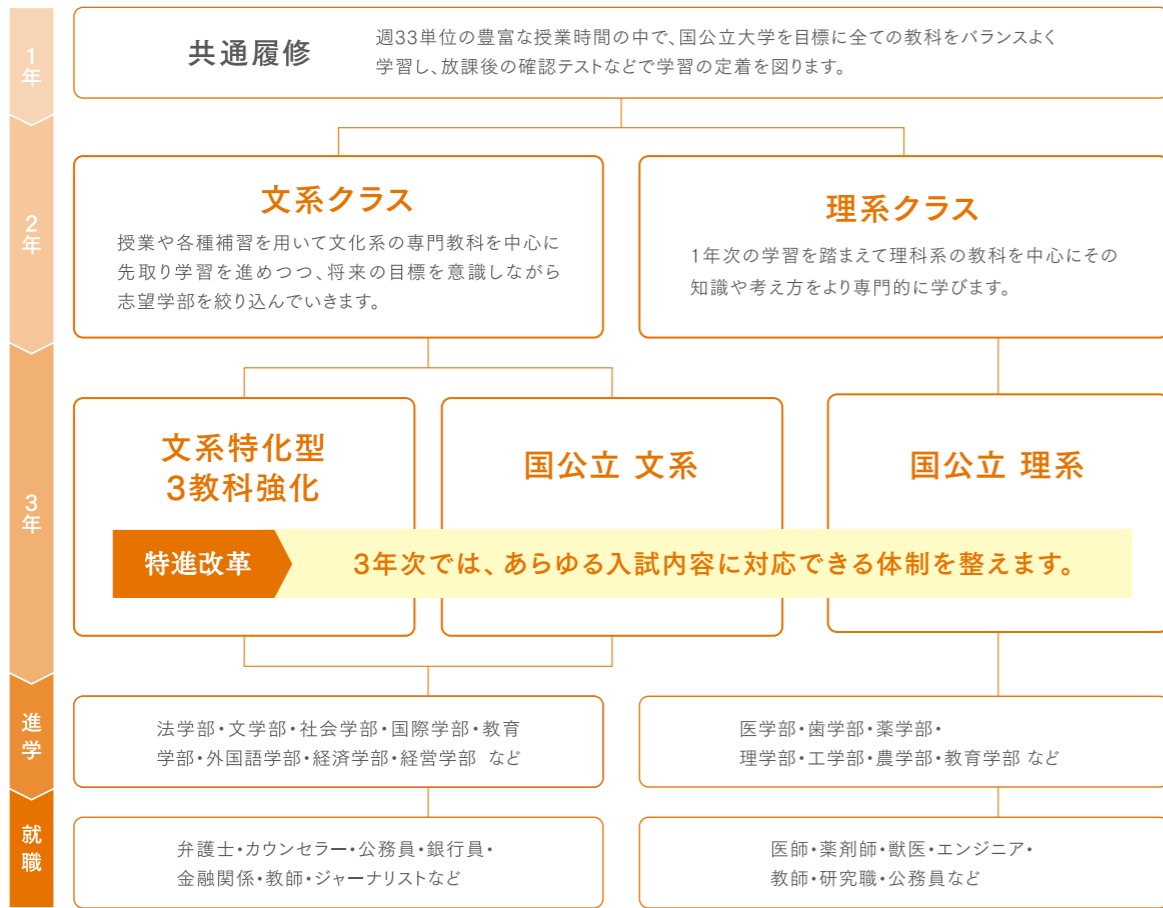 1年
共通履修
週33単位の豊富な授業時間の中で、国公立大学を目標に全ての教科をバランスよく
学習し、放課後の確認テストなどで学習の定着を図ります。
2年
文系クラス
授業や各種補習を用いて文化系の専門教科を中心に
先取り学習を進めつつ、将来の目標を意識しながら
志望学部を絞り込んでいきます。
理系クラス
1年次の学習を踏まえて理科系の教科を中心にその
知識や考え方をより専門的に学びます。
3年
文系特化型
3教科強化
国公立 文系
国公立 理系
特進改革
3年次では、あらゆる入試内容に対応できる体制を整えます。
進学
法学部・文学部・社会学部・国際学部・教育
学部・外国語学部・経済学部・経営学部 など
医学部・歯学部・薬学部・
理学部・工学部・農学部・教育学部 など
就職
弁護士・カウンセラー・公務員・銀行員・
金融関係・教師・ジャーナリストなど
医師・薬剤師・獣医・エンジニア・
教師・研究職・公務員など